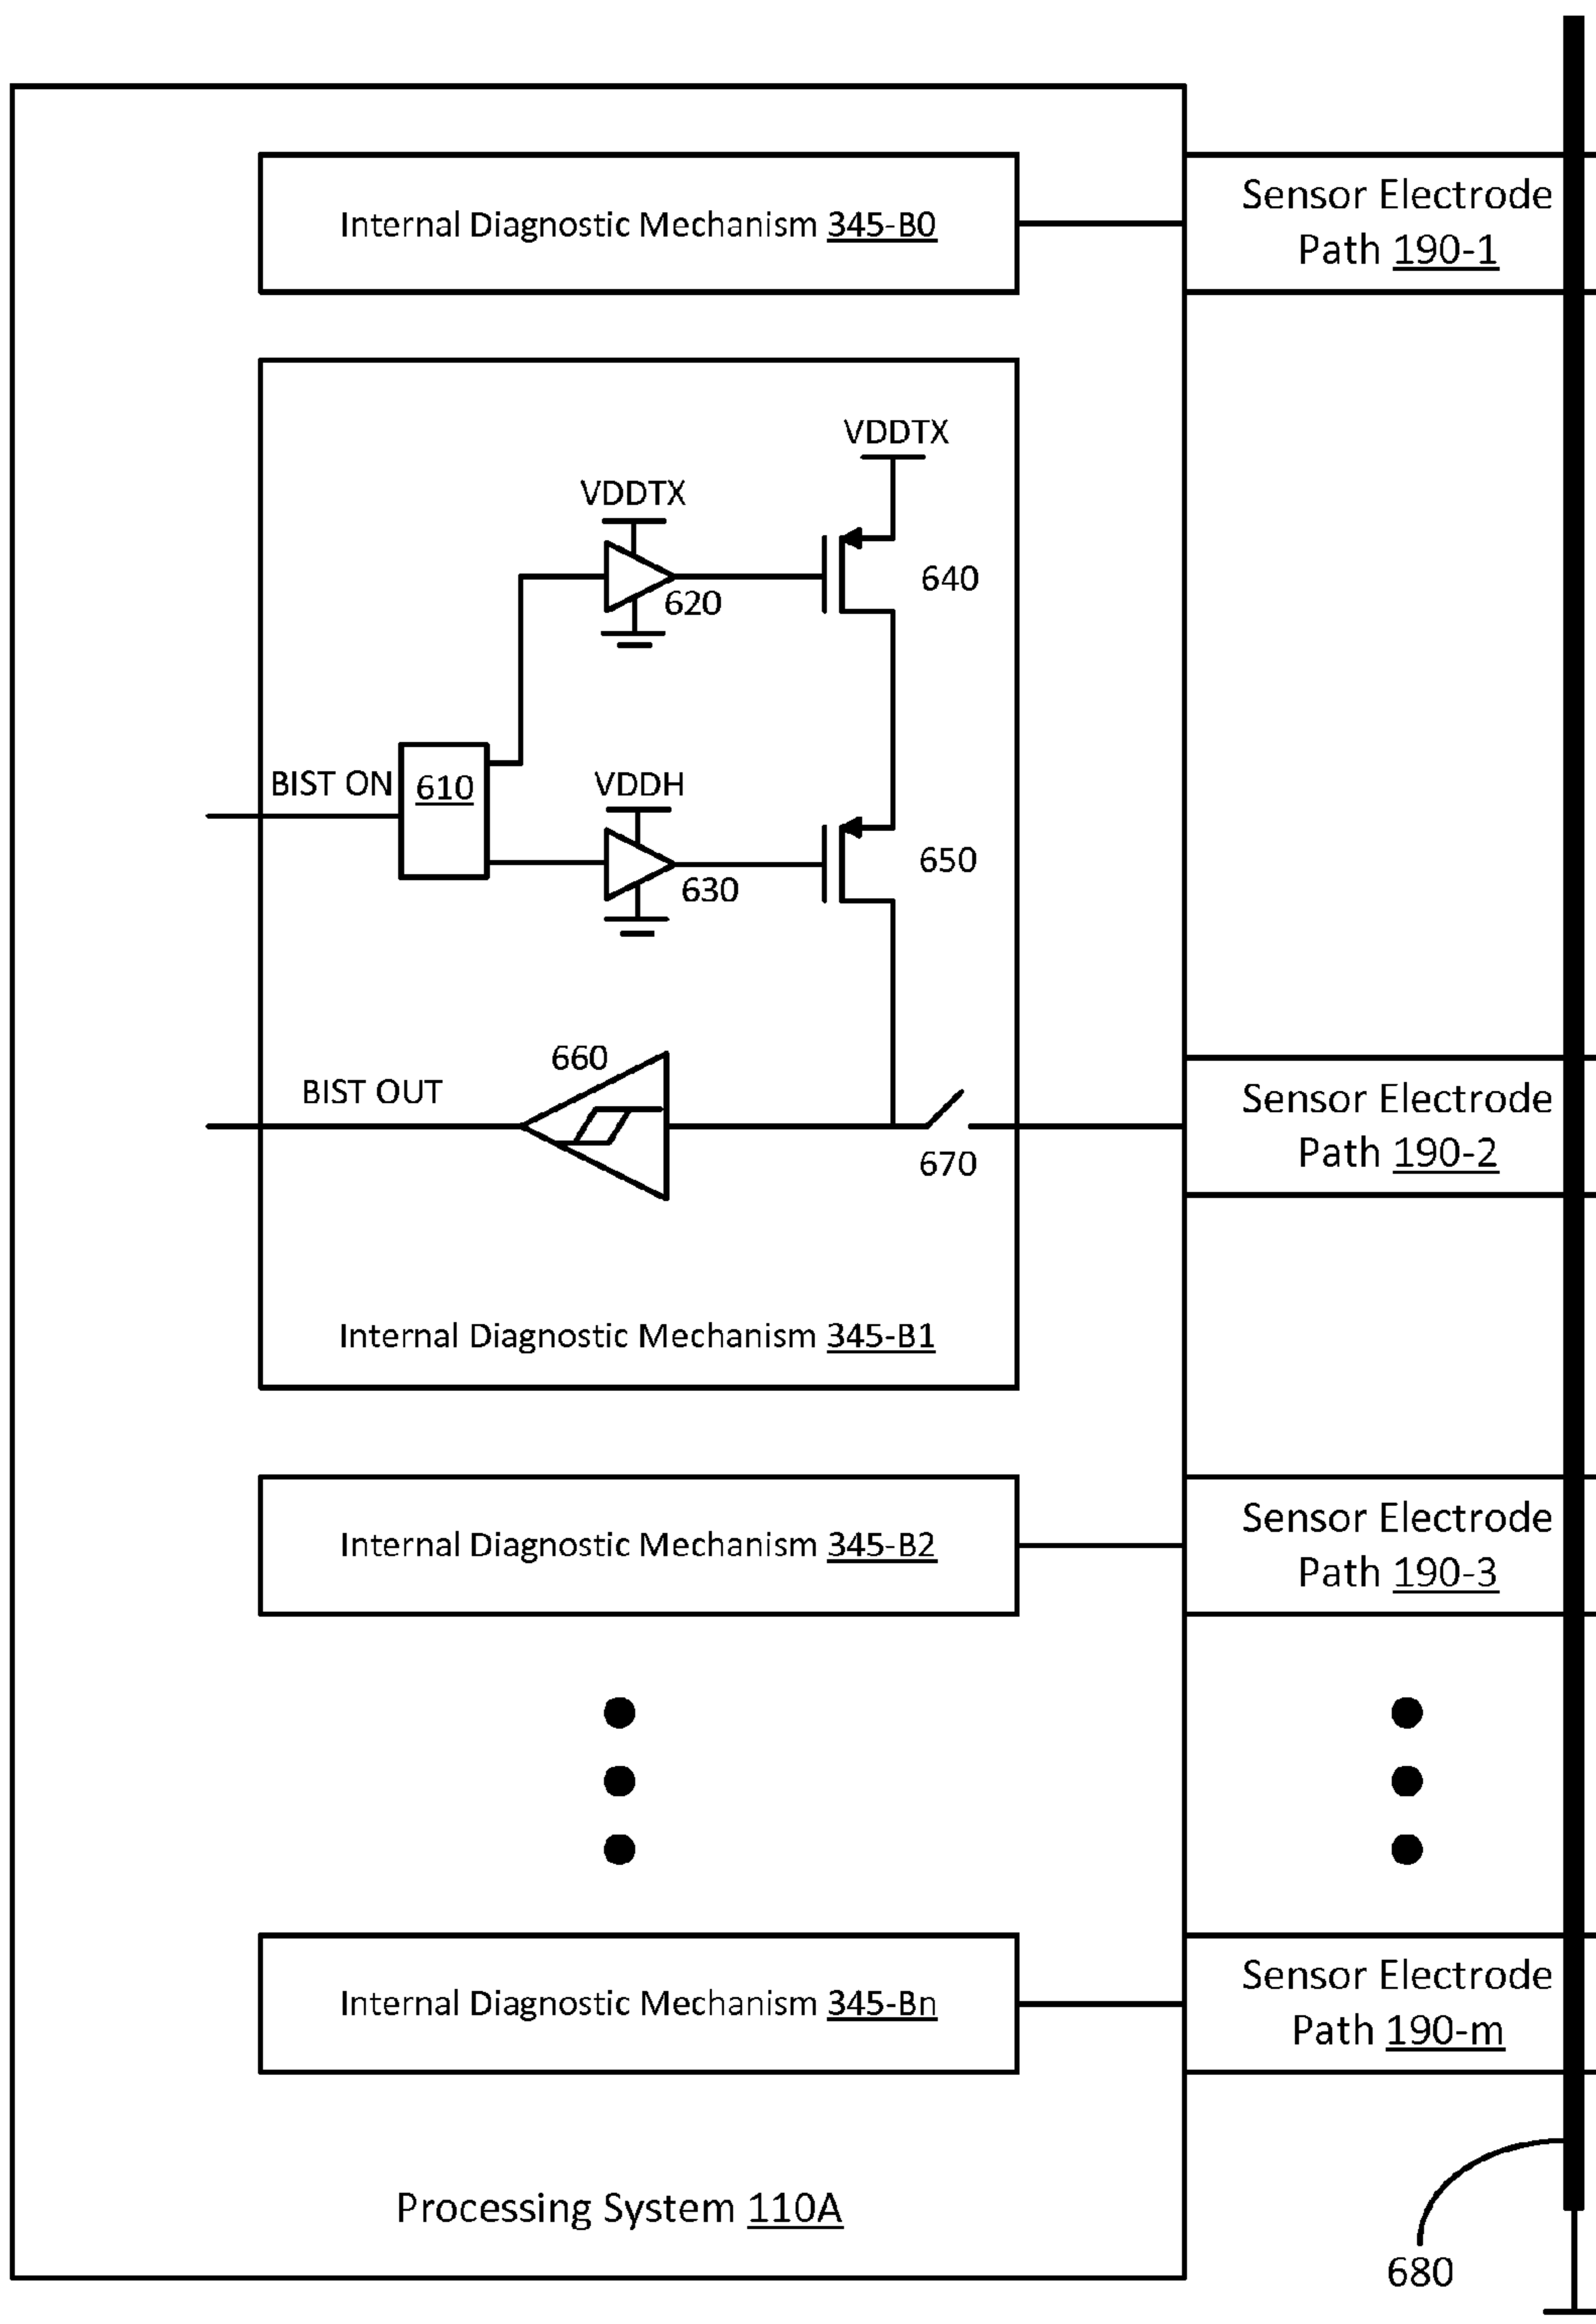 Internal Diagnostic Mechanism 345-B0
Sensor Electrode
Path 190-1
VDDTX
VDDTX
640
620
BIST ON
610
VDDH
650
630
660
BIST OUT
670
Sensor Electrode
Path 190-2
Internal Diagnostic Mechanism 345-B1
Internal Diagnostic Mechanism 345-B2
Sensor Electrode
Path 190-3
Internal Diagnostic Mechanism 345-Bn
Sensor Electrode
Path 190-m
Processing System 110A
680